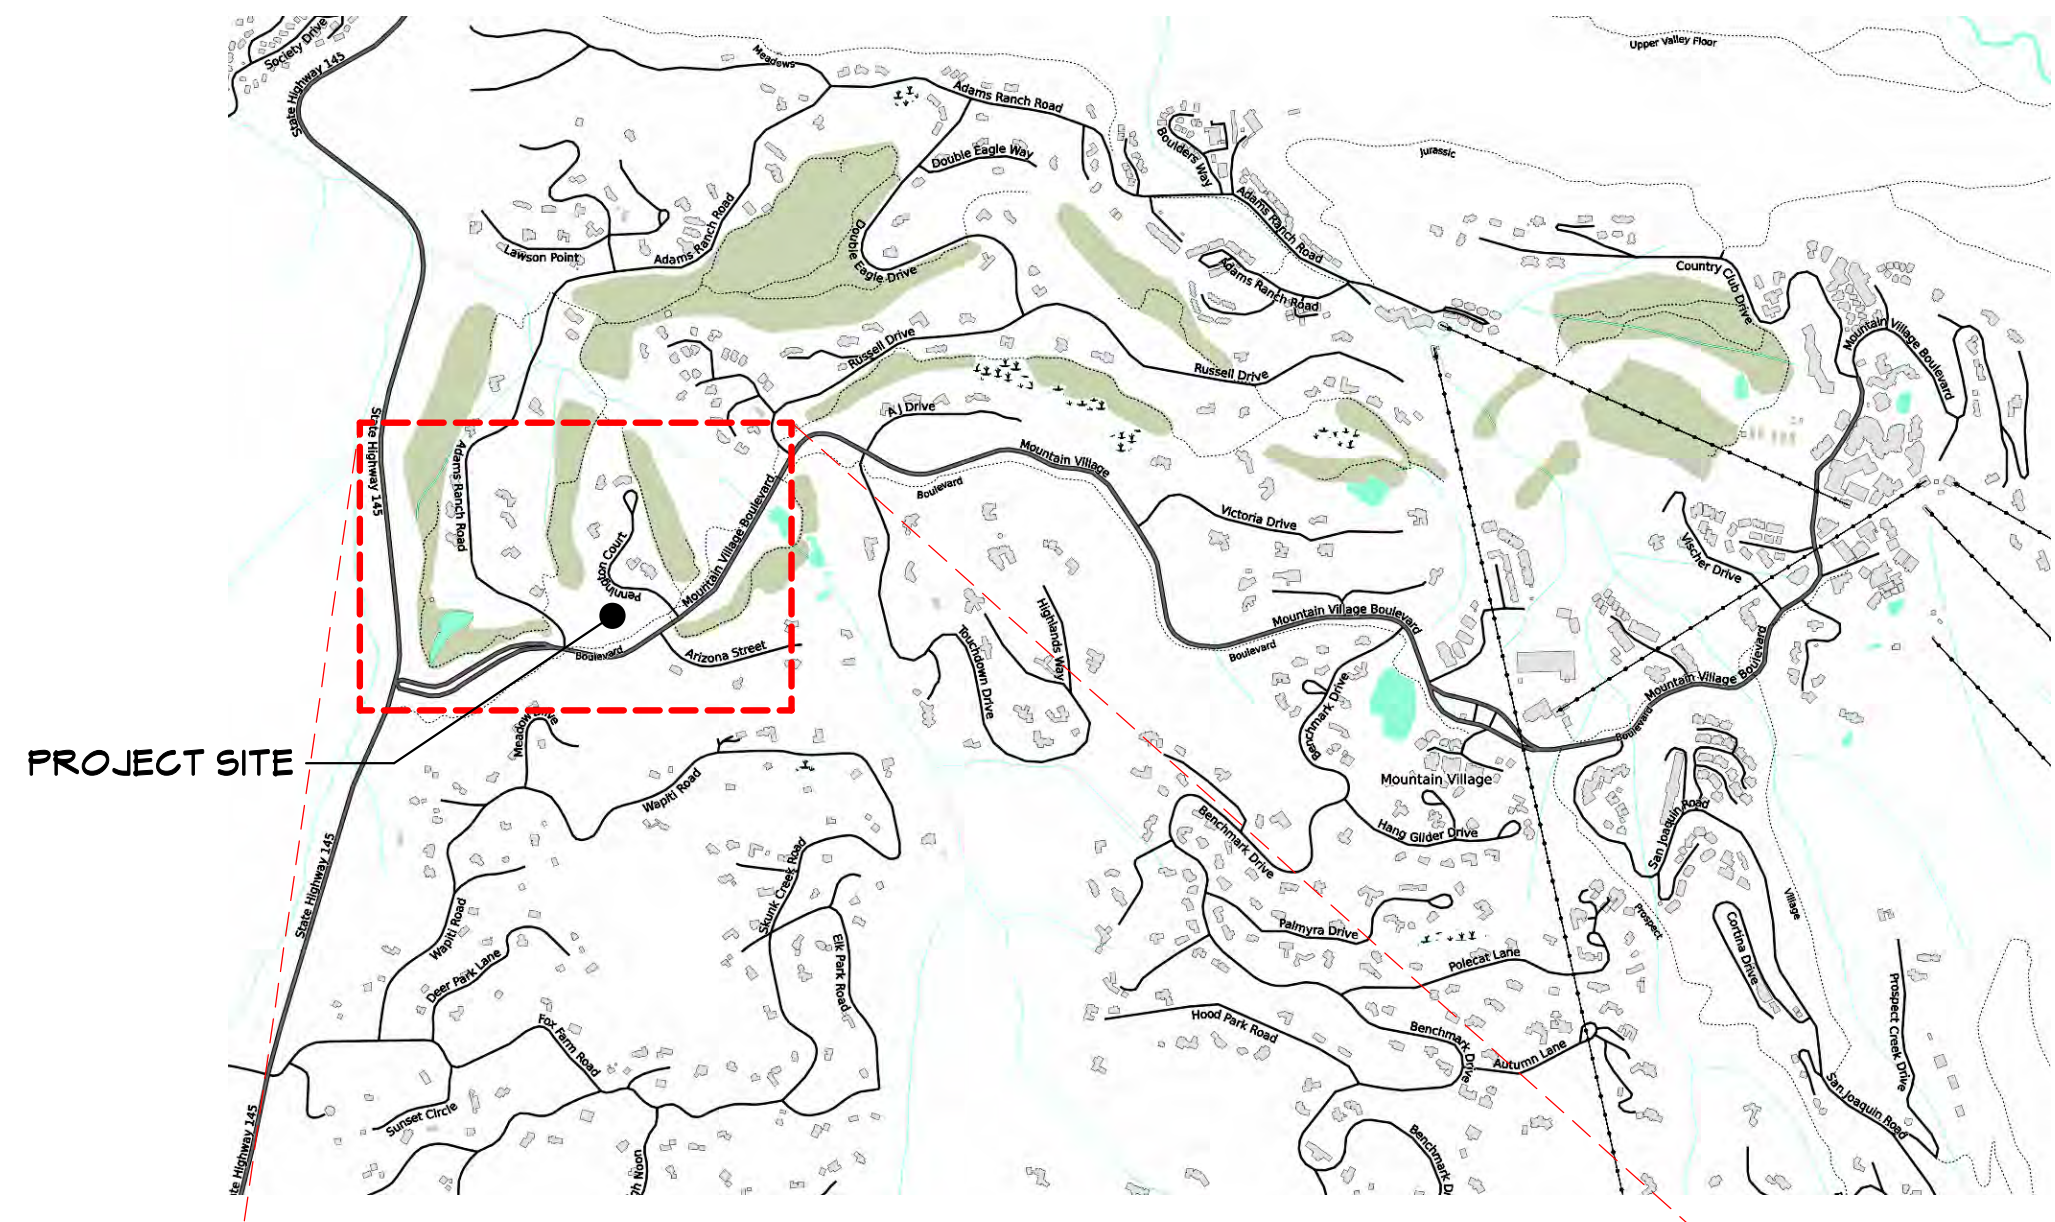 Society Drive
State Highway 145
State Highway 145
Meadows
Upper Valley Floor
Adams Ranch Road
Boulders Way
Double Eagle Way
Jurassic
Adams Ranch Road
Adams Ranch Road
Lawson Point
Double Eagle Drive
Adams Ranch Road
Country Club Drive
Russell Drive
Russell Drive
Mountain Village Boulevard
A J Drive
State Highway 145
Adams Ranch Road
Mountain Village
Boulevard
Mountain Village Boulevard
Victoria Drive
Vischer Drive
Pennington Court
Highlands Way
Mountain Village Boulevard
Boulevard
Touchdown Drive
Arizona Street
Boulevard
Mountain Village Boulevard
Benchmark Drive
Boulevard
Meadow Drive
PROJECT SITE
Wapiti Road
Mountain Village
Hang Glider Drive
San Joaquin Road
Benchmark Drive
State Highway 145
Skunk Creek Road
Wapiti Road
Palmyra Drive
Prospect
Village
Cortina Drive
Elk Park Road
Deer Park Lane
Polecat Lane
Prospect Creek Drive
Hood Park Road
Benchmark Drive
Autumn Lane
Fox Farm Road
Sunset Circle
San Joaquin Road
te Highway 145
gh Noon
Benchmark D